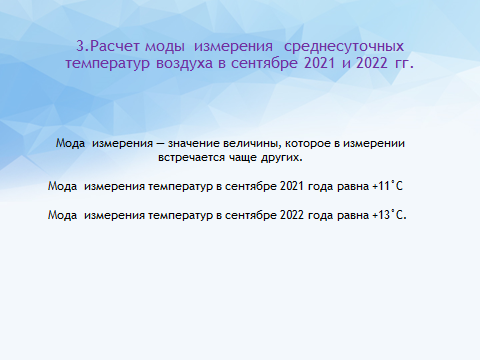 3.Расчет моды измерения среднесуточных
температур воздуха в сентябре 2021 и 2022 гг.
Мода измерения — значение величины, которое в измерении
встречается чаще других.
Мода измерения температур в сентябре 2021 года равна +11˚С
Мода измерения температур в сентябре 2022 года равна +13˚С.